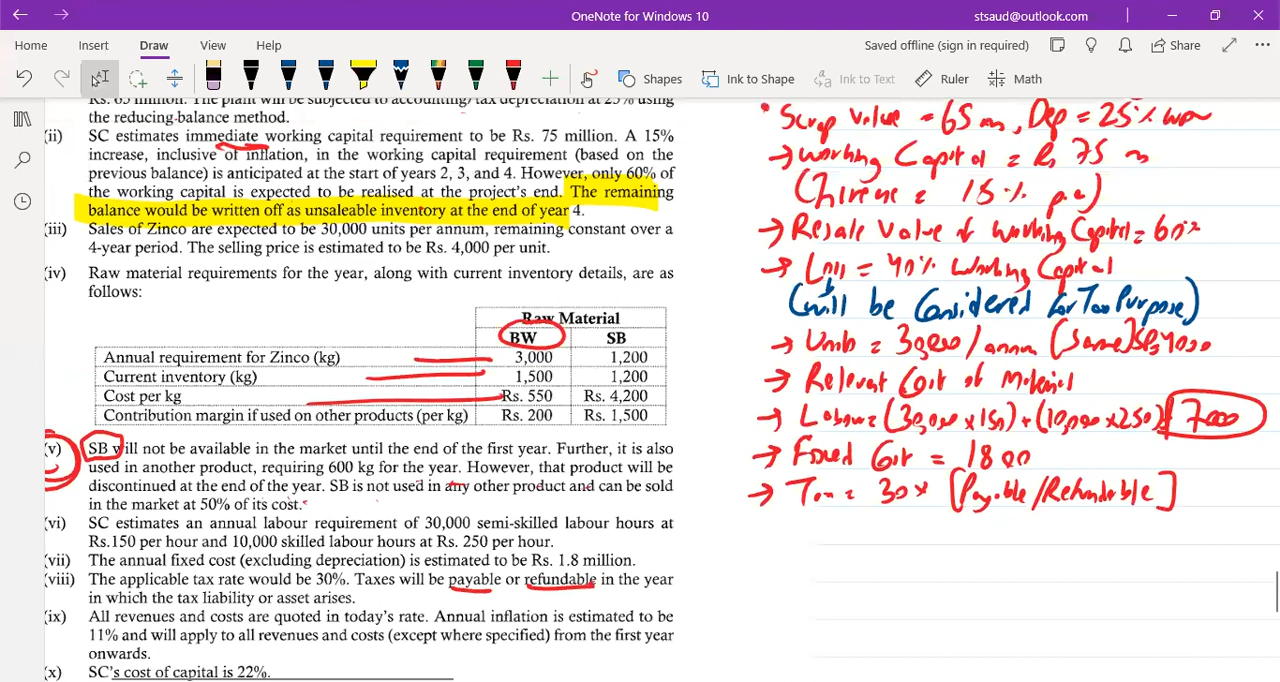 OneNote for Windows 10
stsaud@outlook.com
Home Insert Draw View Help
Saved offline (sign in required) Share
Shapes Ink to Shape Ink to Text Ruler Math
Rs. 65 million. The plant will be subjected to accounting/tax depreciation at 25% using
the reducing-balance method.
(ii) SC estimates immediate working capital requirement to be Rs. 75 million. A 15%
increase, inclusive of inflation, in the working capital requirement (based on the
previous balance) is anticipated at the start of years 2, 3, and 4. However, only 60% of
the working capital is expected to be realised at the project's end. The remaining
balance would be written off as unsaleable inventory at the end of year 4.
(iii) Sales of Zinco are expected to be 30,000 units per annum, remaining constant over a
4-year period. The selling price is estimated to be Rs. 4,000 per unit.
(iv) Raw material requirements for the year, along with current inventory details, are as
follows:
Raw Material
BW SB
Annual requirement for Zinco (kg) 3,000 1,200
Current inventory (kg) 1,500 1,200
Cost per kg Rs. 550 Rs. 4,200
Contribution margin if used on other products (per kg) Rs. 200 Rs. 1,500
(v) SB will not be available in the market until the end of the first year. Further, it is also
used in another product, requiring 600 kg for the year. However, that product will be
discontinued at the end of the year. SB is not used in any other product and can be sold
in the market at 50% of its cost.
(vi) SC estimates an annual labour requirement of 30,000 semi-skilled labour hours at
Rs.150 per hour and 10,000 skilled labour hours at Rs. 250 per hour.
(vii) The annual fixed cost (excluding depreciation) is estimated to be Rs. 1.8 million.
(viii) The applicable tax rate would be 30%. Taxes will be payable or refundable in the year
in which the tax liability or asset arises.
(ix) All revenues and costs are quoted in today's rate. Annual inflation is estimated to be
11% and will apply to all revenues and costs (except where specified) from the first year
onwards.
(x) SC's cost of capital is 22%.
Scrap Value = 65 m, Dep = 25%
→ Working Capital = Rs 75 m
= 15% p.a)
→ Resale Value of Working Capital = 60%
→ Loss = 40% Working Capital
(will be Considered for Tax Purpose)
→ Units = 30,000/annum (Same)
→ Relevant Cost of Material
→ Labour = (30,000 x 150) + (10,000 x 250) 7000
→ Fixed Cost = 1800
→ Tax = 30% [Payable/Refundable]